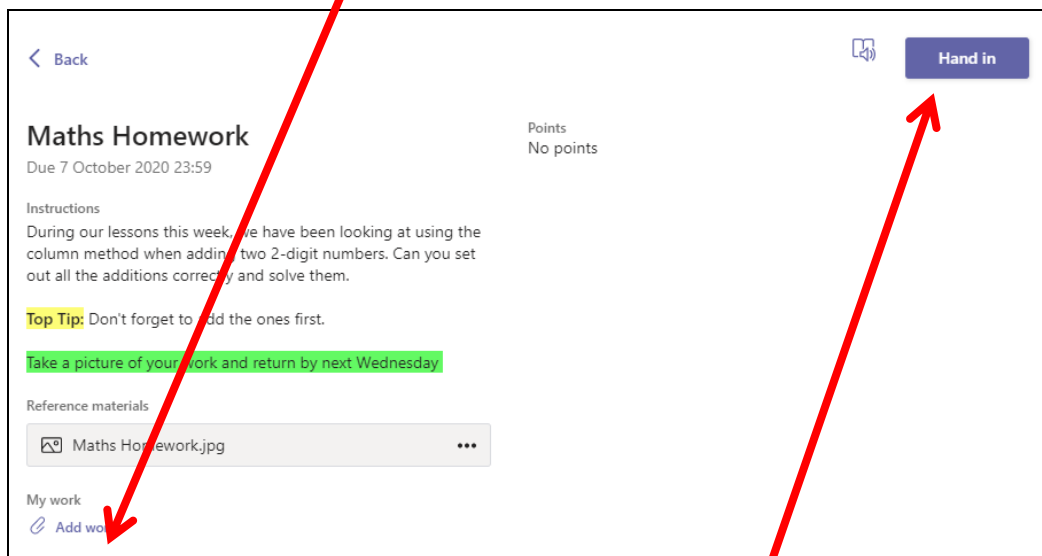 Back
Hand in
Maths Homework
Due 7 October 2020 23:59
Points
No points
Instructions
During our lessons this week, we have been looking at using the
column method when adding two 2-digit numbers. Can you set
out all the additions correctly and solve them.
Top Tip: Don't forget to add the ones first.
Take a picture of your work and return by next Wednesday
Reference materials
Maths Homework.jpg
My work
Add work